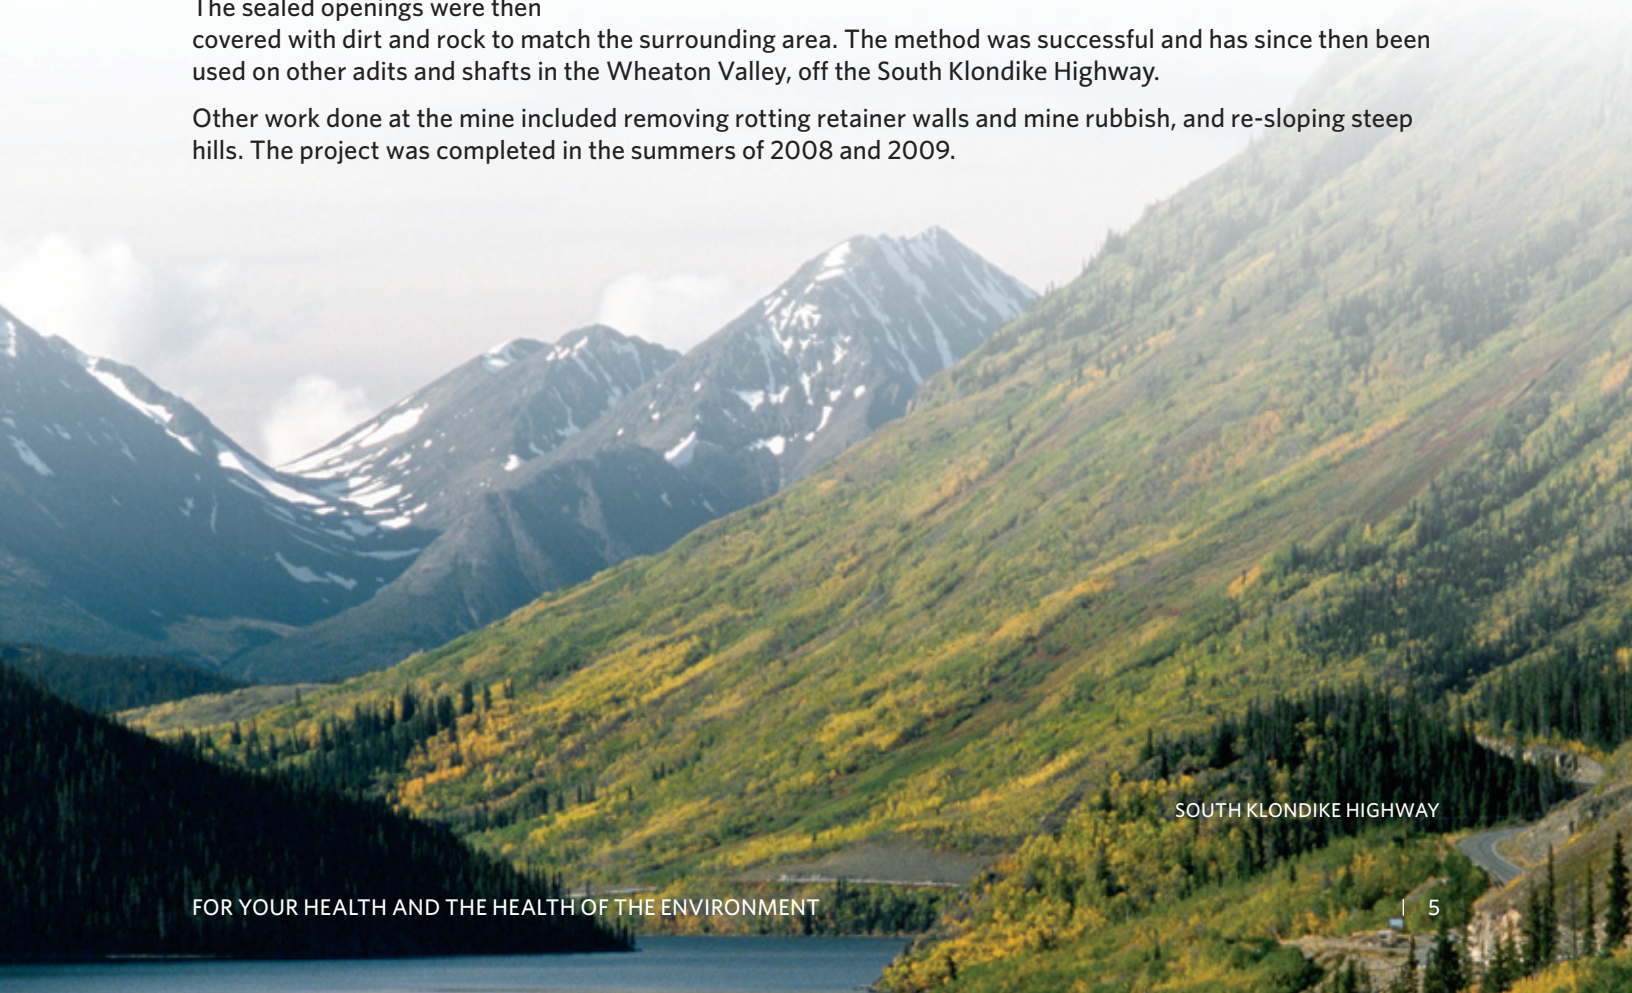 The sealed openings were then
covered with dirt and rock to match the surrounding area. The method was successful and has since then been
used on other adits and shafts in the Wheaton Valley, off the South Klondike Highway.
Other work done at the mine included removing rotting retainer walls and mine rubbish, and re-sloping steep
hills. The project was completed in the summers of 2008 and 2009.
SOUTH KLONDIKE HIGHWAY
FOR YOUR HEALTH AND THE HEALTH OF THE ENVIRONMENT | 5